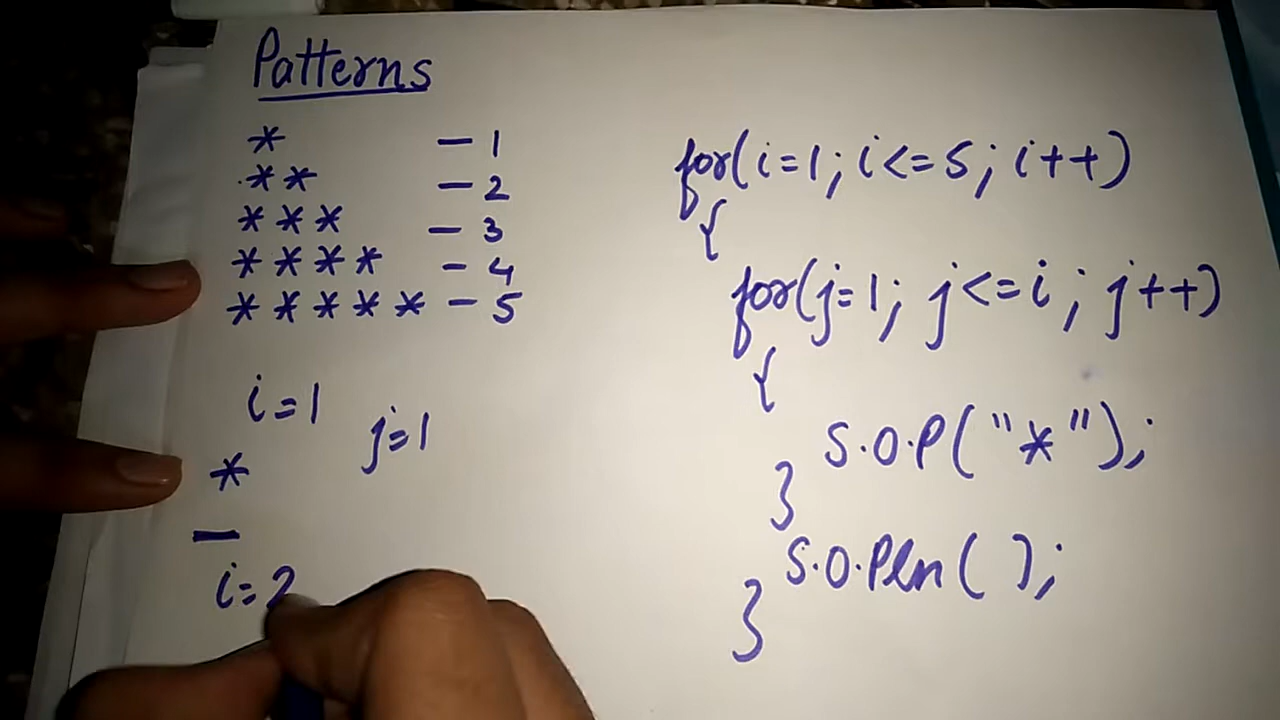 Patterns
* - 1
* * - 2
* * * - 3
* * * * - 4
* * * * * - 5
i=1 j=1
*
—
i=2
for(i=1; i<=5; i++)
{
for(j=1; j<=i; j++)
{
S.O.P("*");
}
S.O.Pln( );
}